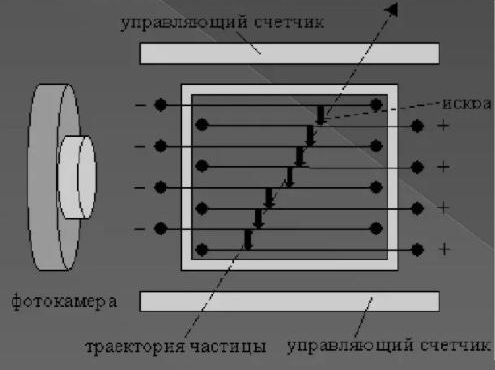 управляющий счетчик
− искра
+
−
+
−
+
−
+
фотокамера
траектория частицы управляющий счетчик